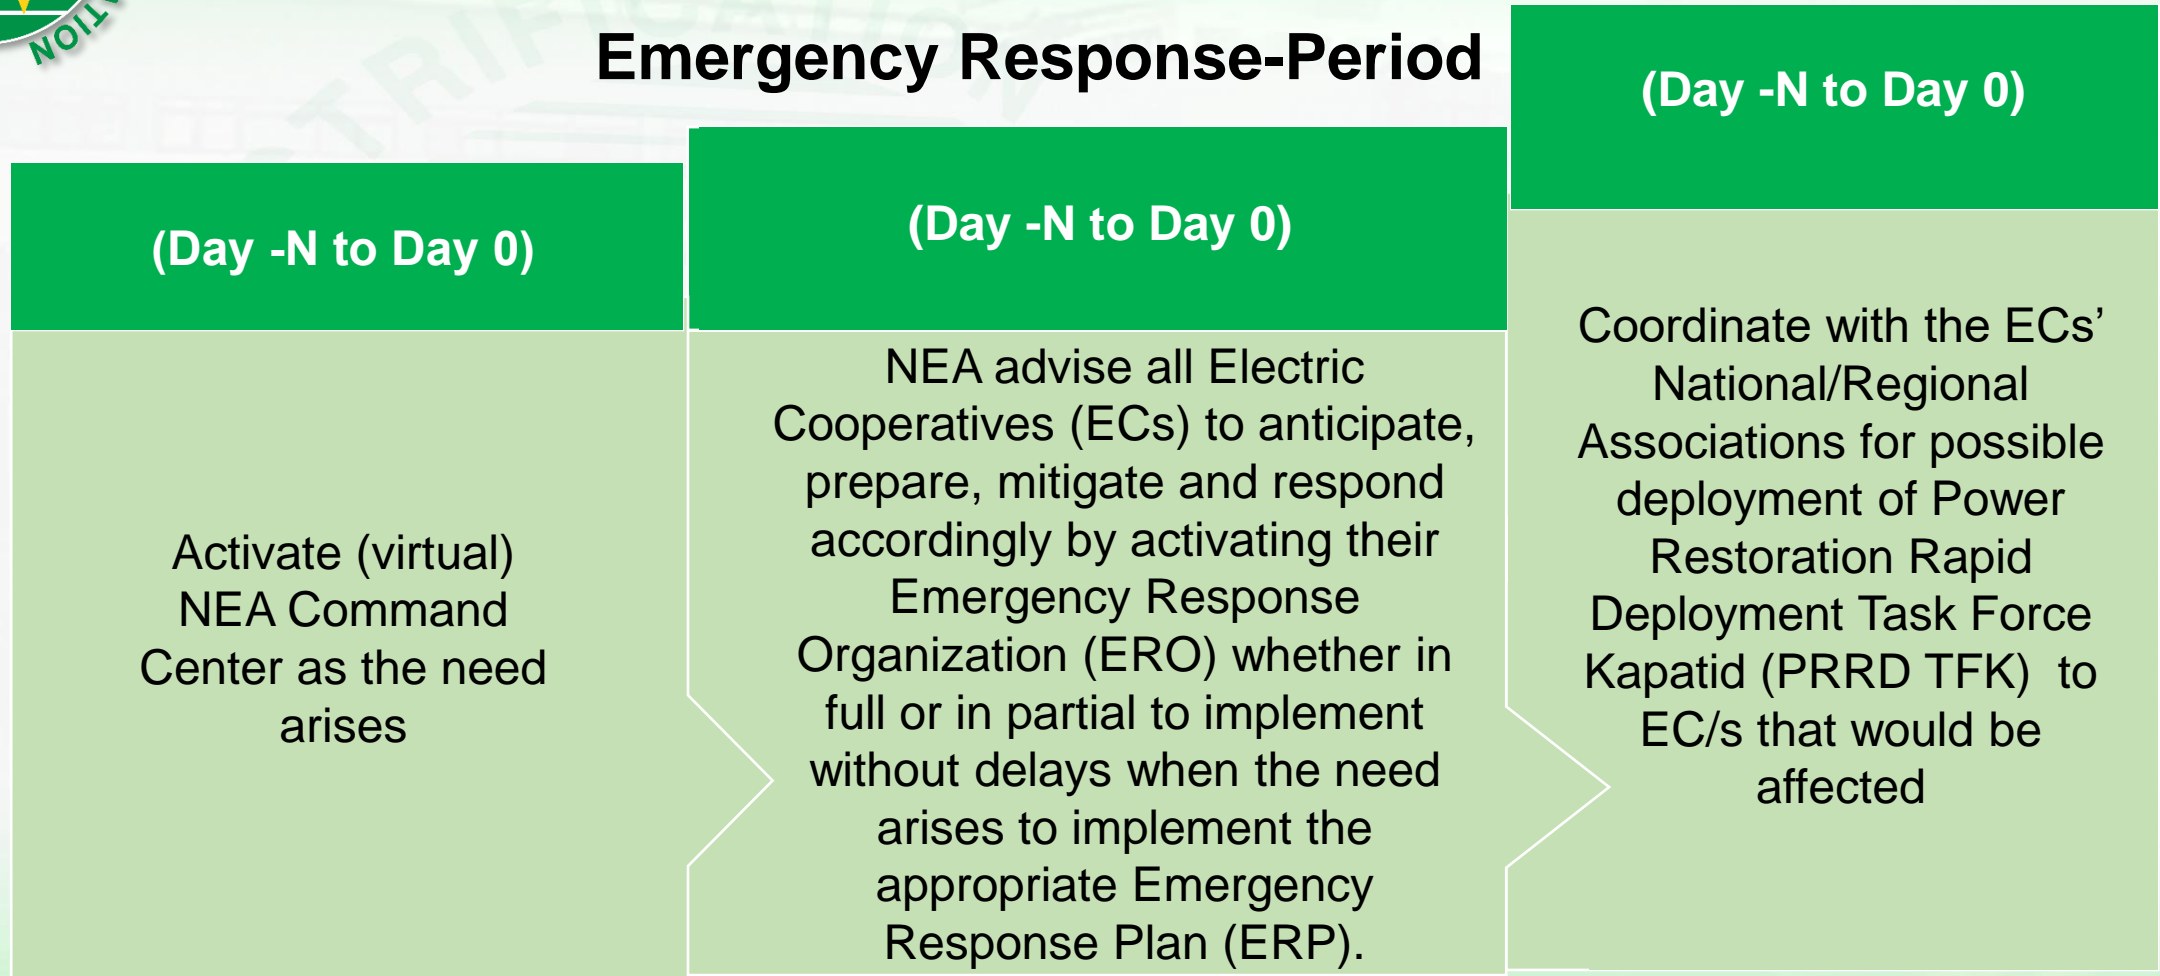 Emergency Response-Period
(Day -N to Day 0)
Activate (virtual)
NEA Command
Center as the need
arises
(Day -N to Day 0)
NEA advise all Electric
Cooperatives (ECs) to anticipate,
prepare, mitigate and respond
accordingly by activating their
Emergency Response
Organization (ERO) whether in
full or in partial to implement
without delays when the need
arises to implement the
appropriate Emergency
Response Plan (ERP).
(Day -N to Day 0)
Coordinate with the ECs’
National/Regional
Associations for possible
deployment of Power
Restoration Rapid
Deployment Task Force
Kapatid (PRRD TFK)  to
EC/s that would be
affected